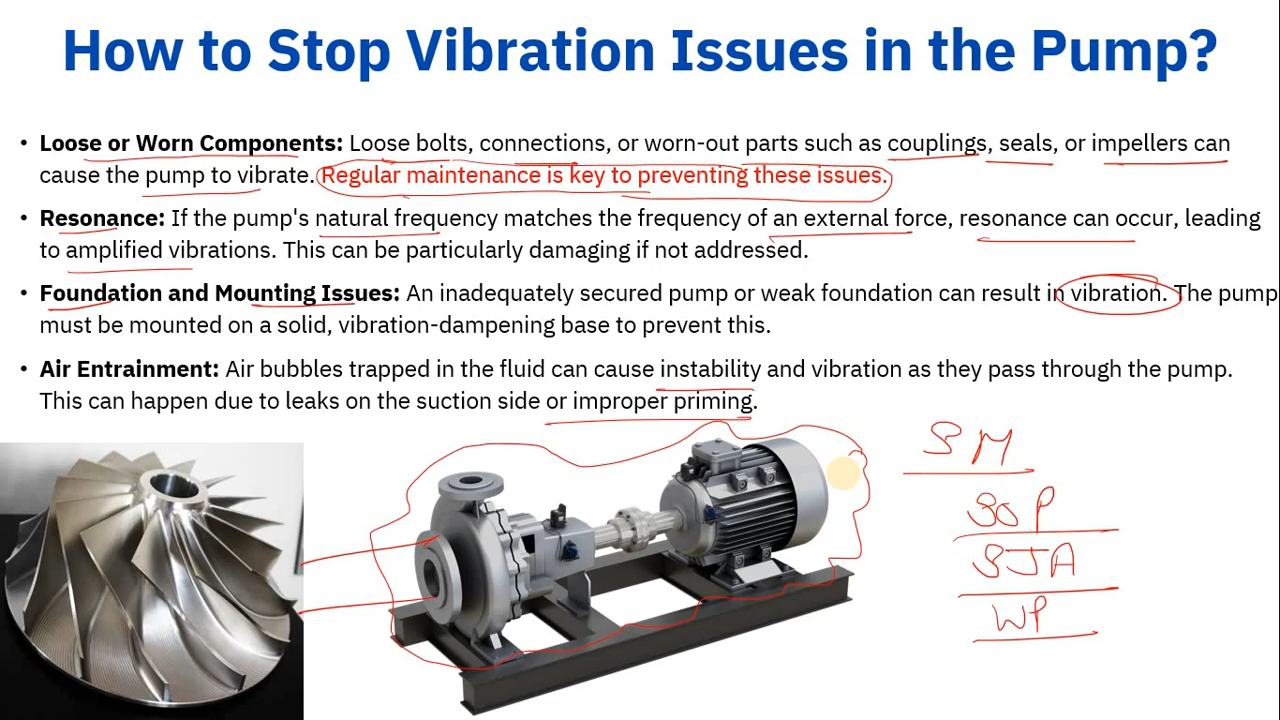 How to Stop Vibration Issues in the Pump?
• Loose or Worn Components: Loose bolts, connections, or worn-out parts such as couplings, seals, or impellers can
cause the pump to vibrate. Regular maintenance is key to preventing these issues.
• Resonance: If the pump's natural frequency matches the frequency of an external force, resonance can occur, leading
to amplified vibrations. This can be particularly damaging if not addressed.
• Foundation and Mounting Issues: An inadequately secured pump or weak foundation can result in vibration. The pump
must be mounted on a solid, vibration-dampening base to prevent this.
• Air Entrainment: Air bubbles trapped in the fluid can cause instability and vibration as they pass through the pump.
This can happen due to leaks on the suction side or improper priming.
SM
SOP
SJA
WP